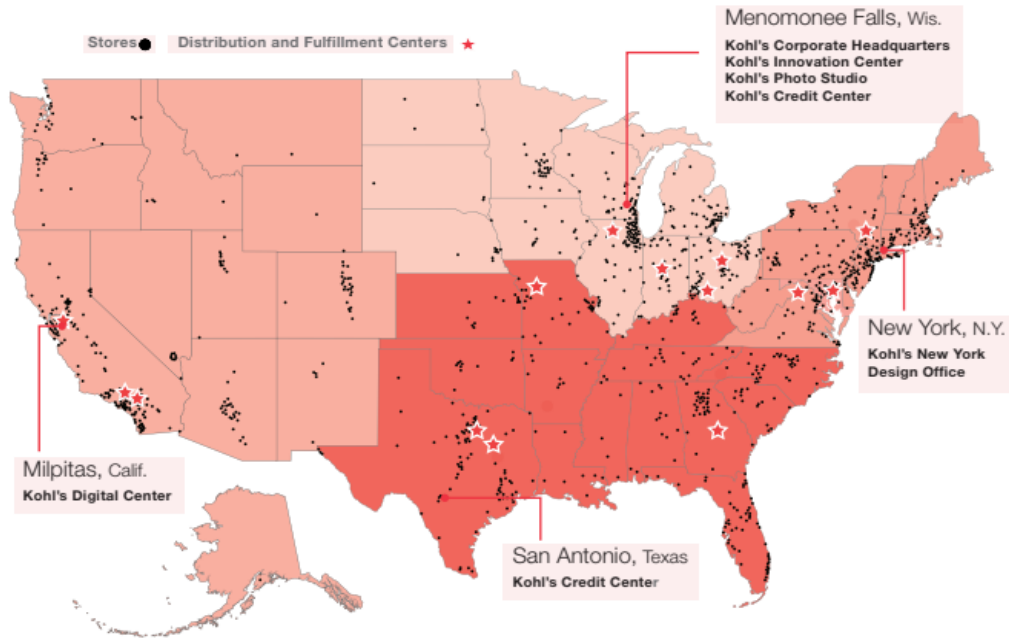 Stores
Distribution and Fulfillment Centers
Menomonee Falls, Wis.
Kohl's Corporate Headquarters
Kohl's Innovation Center
Kohl's Photo Studio
Kohl's Credit Center
New York, N.Y.
Kohl's New York
Design Office
Milpitas, Calif.
Kohl's Digital Center
San Antonio, Texas
Kohl's Credit Center